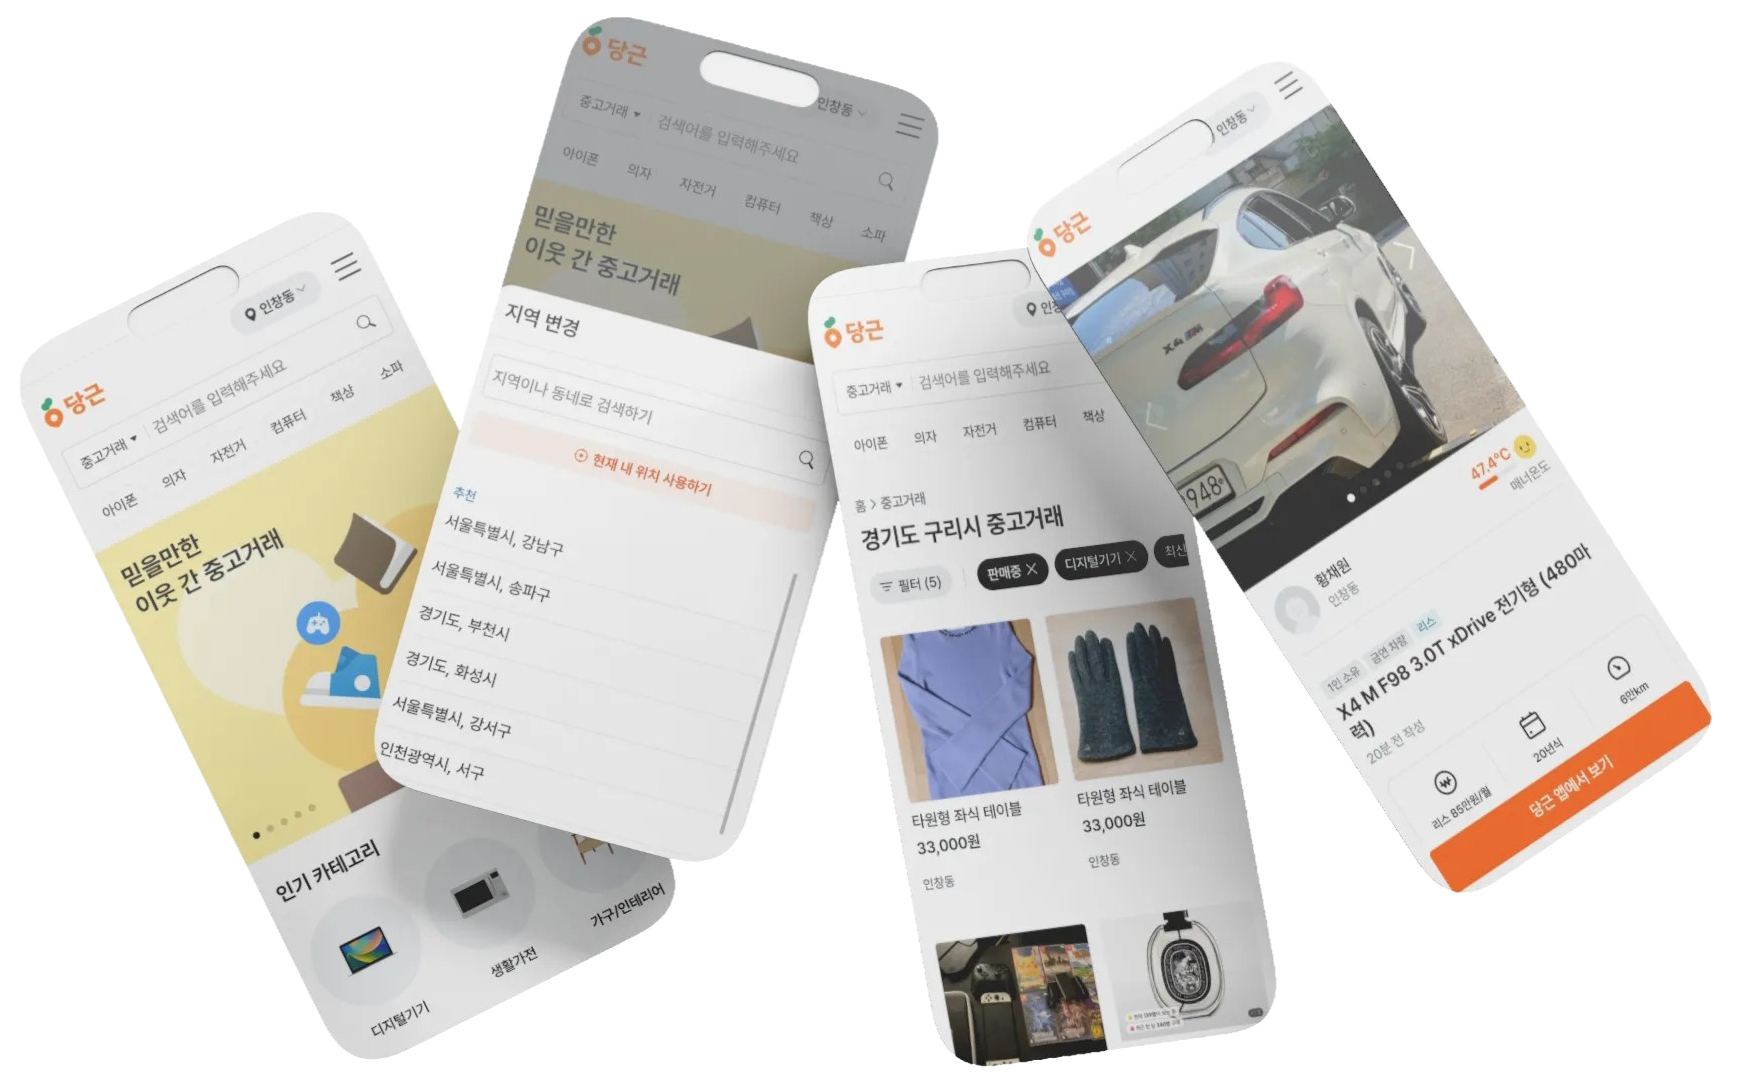 당근
인창동
중고거래
검색어를 입력해주세요
아이폰 의자 자전거 컴퓨터 책상 소파
믿을만한
이웃 간 중고거래
인기 카테고리
디지털기기
생활가전
가구/인테리어
당근
인창동
중고거래
검색어를 입력해주세요
아이폰 의자 자전거 컴퓨터 책상 소파
믿을만한
이웃 간 중고거래
지역 변경
지역이나 동네로 검색하기
현재 내 위치 사용하기
추천
서울특별시, 강남구
서울특별시, 송파구
경기도, 부천시
경기도, 화성시
서울특별시, 강서구
인천광역시, 서구
당근
중고거래
검색어를 입력해주세요
아이폰 의자 자전거 컴퓨터 책상
홈 > 중고거래
경기도 구리시 중고거래
필터 (5)
판매중
디지털기기
최신
타원형 좌식 테이블
33,000원
인창동
타원형 좌식 테이블
33,000원
인창동
당근
인창동
X4 M
948
47.4°C
매너온도
황채원
인창동
1인 소유 금연 차량 리스
X4 M F98 3.0T xDrive 전기형 (480마
력)
20분 전 작성
리스 85만원/월
20년식
6만km
당근 앱에서 보기